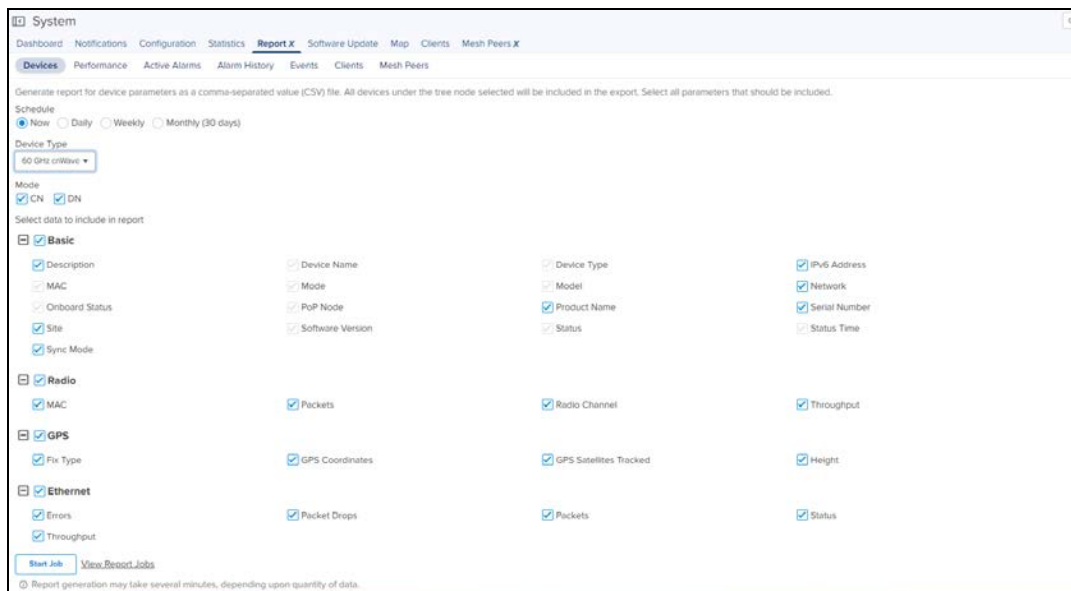 System
Dashboard Notifications Configuration Statistics Report X Software Update Map Clients Mesh Peers X
Devices Performance Active Alarms Alarm History Events Clients Mesh Peers
Generate report for device parameters as a comma-separated value (CSV) file. All devices under the tree node selected will be included in the export. Select all parameters that should be included.
Schedule
Now Daily Weekly Monthly (30 days)
Device Type
60 GHz cnWave
Mode
CN DN
Select data to include in report
Basic
Description Device Name Device Type IPv6 Address
MAC Mode Model Network
Onboard Status PoP Node Product Name Serial Number
Site Software Version Status Status Time
Sync Mode
Radio
MAC Packets Radio Channel Throughput
GPS
Fix Type GPS Coordinates GPS Satellites Tracked Height
Ethernet
Errors Packet Drops Packets Status
Throughput
Start Job View Report Jobs
Report generation may take several minutes, depending upon quantity of data.